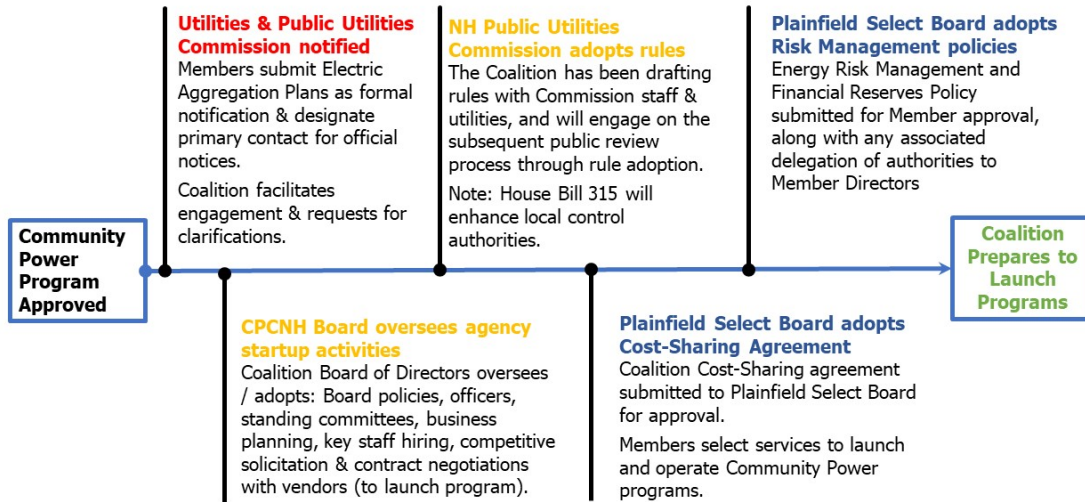 Community
Power
Program
Approved
Utilities & Public Utilities
Commission notified
Members submit Electric
Aggregation Plans as formal
notification & designate
primary contact for official
notices.
Coalition facilitates
engagement & requests for
clarifications.
CPCNH Board oversees agency
startup activities
Coalition Board of Directors oversees
/ adopts: Board policies, officers,
standing committees, business
planning, key staff hiring, competitive
solicitation & contract negotiations
with vendors (to launch program).
NH Public Utilities
Commission adopts rules
The Coalition has been drafting
rules with Commission staff &
utilities, and will engage on the
subsequent public review
process through rule adoption.
Note: House Bill 315 will
enhance local control
authorities.
Plainfield Select Board adopts
Cost-Sharing Agreement
Coalition Cost-Sharing agreement
submitted to Plainfield Select Board
for approval.
Members select services to launch
and operate Community Power
programs.
Plainfield Select Board adopts
Risk Management policies
Energy Risk Management and
Financial Reserves Policy
submitted for Member approval,
along with any associated
delegation of authorities to
Member Directors
Coalition
Prepares to
Launch
Programs